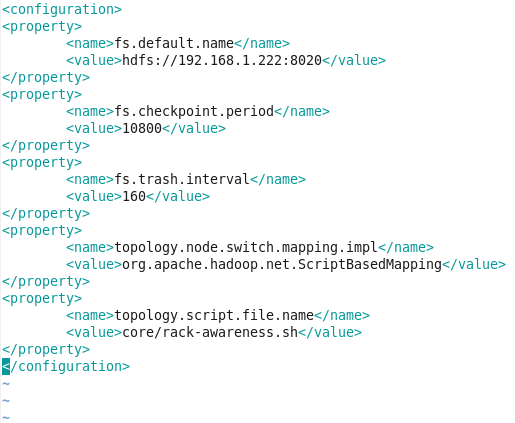 <configuration>
<property>
        <name>fs.default.name</name>
        <value>hdfs://192.168.1.222:8020</value>
</property>
<property>
        <name>fs.checkpoint.period</name>
        <value>10800</value>
</property>
<property>
        <name>fs.trash.interval</name>
        <value>160</value>
</property>
<property>
        <name>topology.node.switch.mapping.impl</name>
        <value>org.apache.hadoop.net.ScriptBasedMapping</value>
</property>
<property>
        <name>topology.script.file.name</name>
        <value>core/rack-awareness.sh</value>
</property>
</configuration>
~
~
~